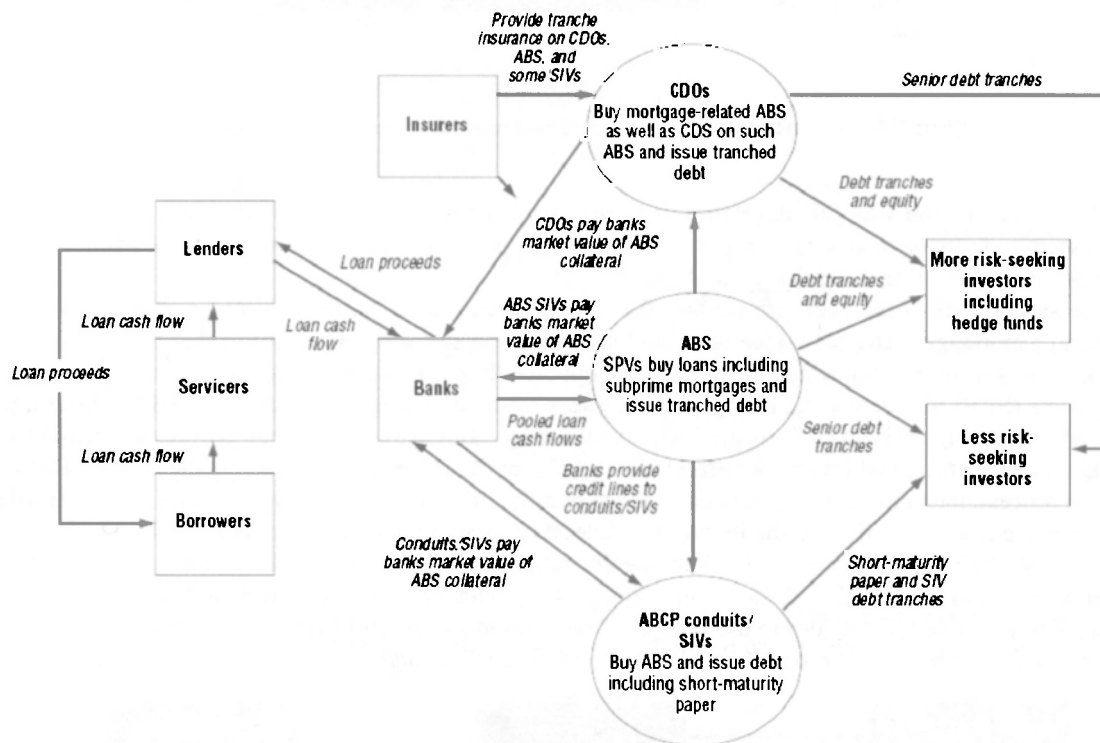 Provide tranche
insurance on CDOs,
ABS, and
some SIVs
Insurers
CDOs
Buy mortgage-related ABS
as well as CDS on such
ABS and issue tranched
debt
Senior debt tranches
Debt tranches
and equity
CDOs pay banks
market value of ABS
collateral
Lenders
Loan proceeds
Loan cash
flow
Loan cash flow
Servicers
Loan proceeds
Loan cash flow
Borrowers
ABS SIVs pay
banks market
value of ABS
collateral
Banks
Pooled loan
cash flows
ABS
SPVs buy loans including
subprime mortgages and
issue tranched debt
Debt tranches
and equity
More risk-seeking
investors
including
hedge funds
Senior debt
tranches
Less risk-
seeking
investors
Banks provide
credit lines to
conduits/SIVs
Conduits/SIVs pay
banks market value of
ABS collateral
Short-maturity
paper and SIV
debt tranches
ABCP conduits/
SIVs
Buy ABS and issue debt
including short-maturity
paper